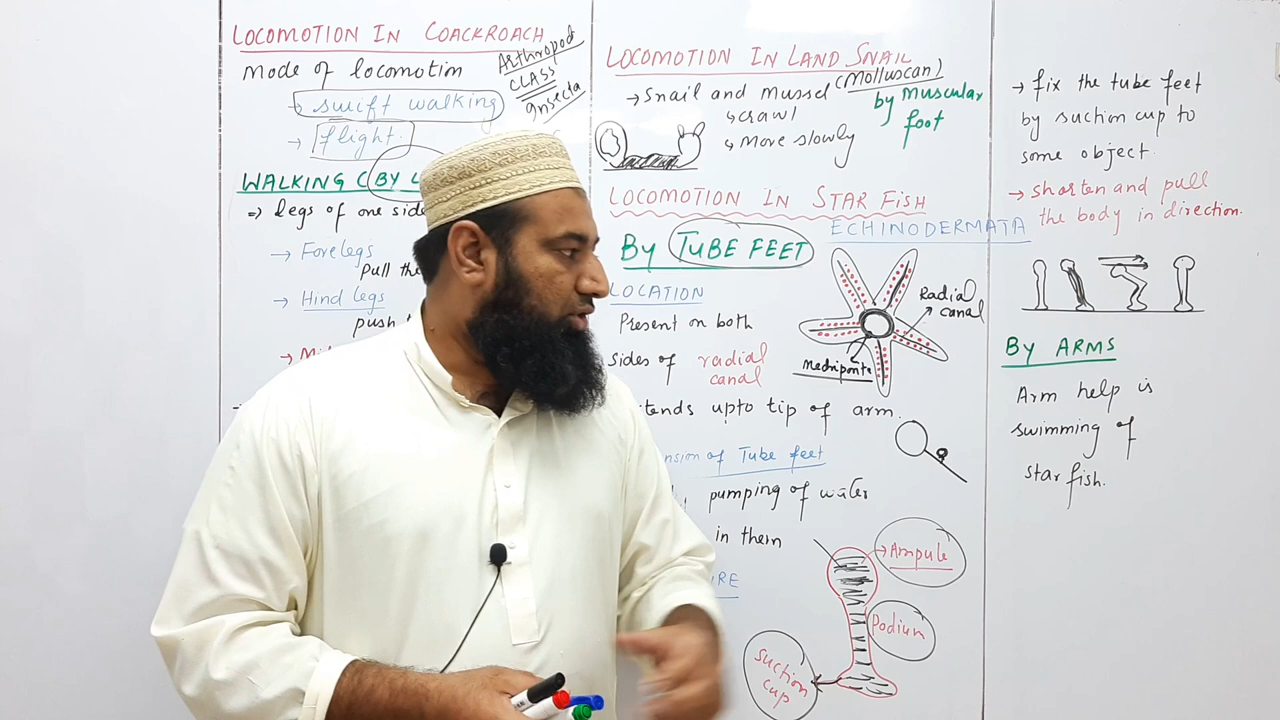 LOCOMOTION IN COACKROACH
Mode of locomotion
Arthropod
CLASS
Insecta
→ swift walking
→ flight.
WALKING (BY L
⇒ legs of one side
→ Forelegs
Pull the
→ Hind legs
push t
→ Mi
LOCOMOTION IN LAND SNAIL
(Molluscan)
→ Snail and Mussel
↳ crawl
↳ Move slowly
by muscular
foot
LOCOMOTION IN STAR FISH
ECHINODERMATA
By TUBE FEET
LOCATION
Present on both
sides of radial
canal
Radial
canal
Madriponite
tends upto tip of arm.
nsion of Tube feet
pumping of water
in them
RE
Ampule
Podium
Suction
cup
→ fix the tube feet
by suction cup to
some object.
→ shorten and pull
the body in direction.
BY ARMS
Arm help is
swimming of
star fish.